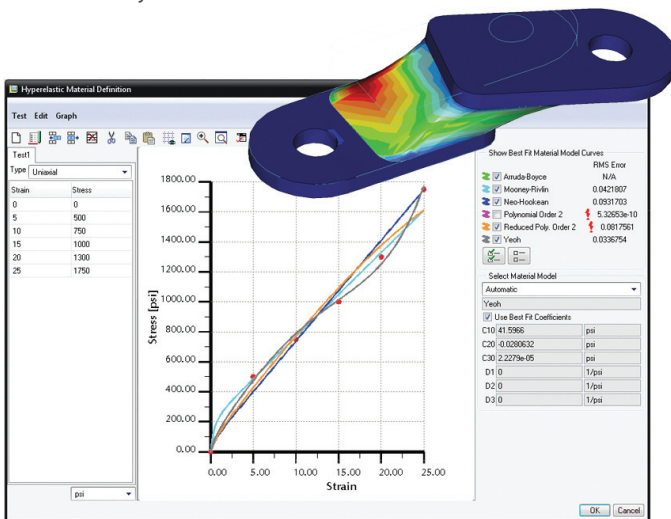 Hyperelastic Material Definition
Test Edit Graph
Test1
Type Uniaxial
Strain Stress
0 0
5 500
10 750
15 1000
20 1300
25 1750
psi
Stress [psi]
1800.00
1600.00
1400.00
1200.00
1000.00
800.00
600.00
400.00
200.00
0.00
0.00 5.00 10.00 15.00 20.00 25.00
Strain
Show Best Fit Material Model Curves
RMS Error
Arruda-Boyce N/A
Mooney-Rivlin 0.0421807
Neo-Hookean 0.0931703
Polynomial Order 2 5.32653e-10
Reduced Poly. Order 2 0.0817561
Yeoh 0.0336754
Select Material Model
Automatic
Yeoh
Use Best Fit Coefficients
C10 41.5966 psi
C20 -0.0280632 psi
C30 2.2279e-05 psi
D1 0 1/psi
D2 0 1/psi
D3 0 1/psi
OK Cancel